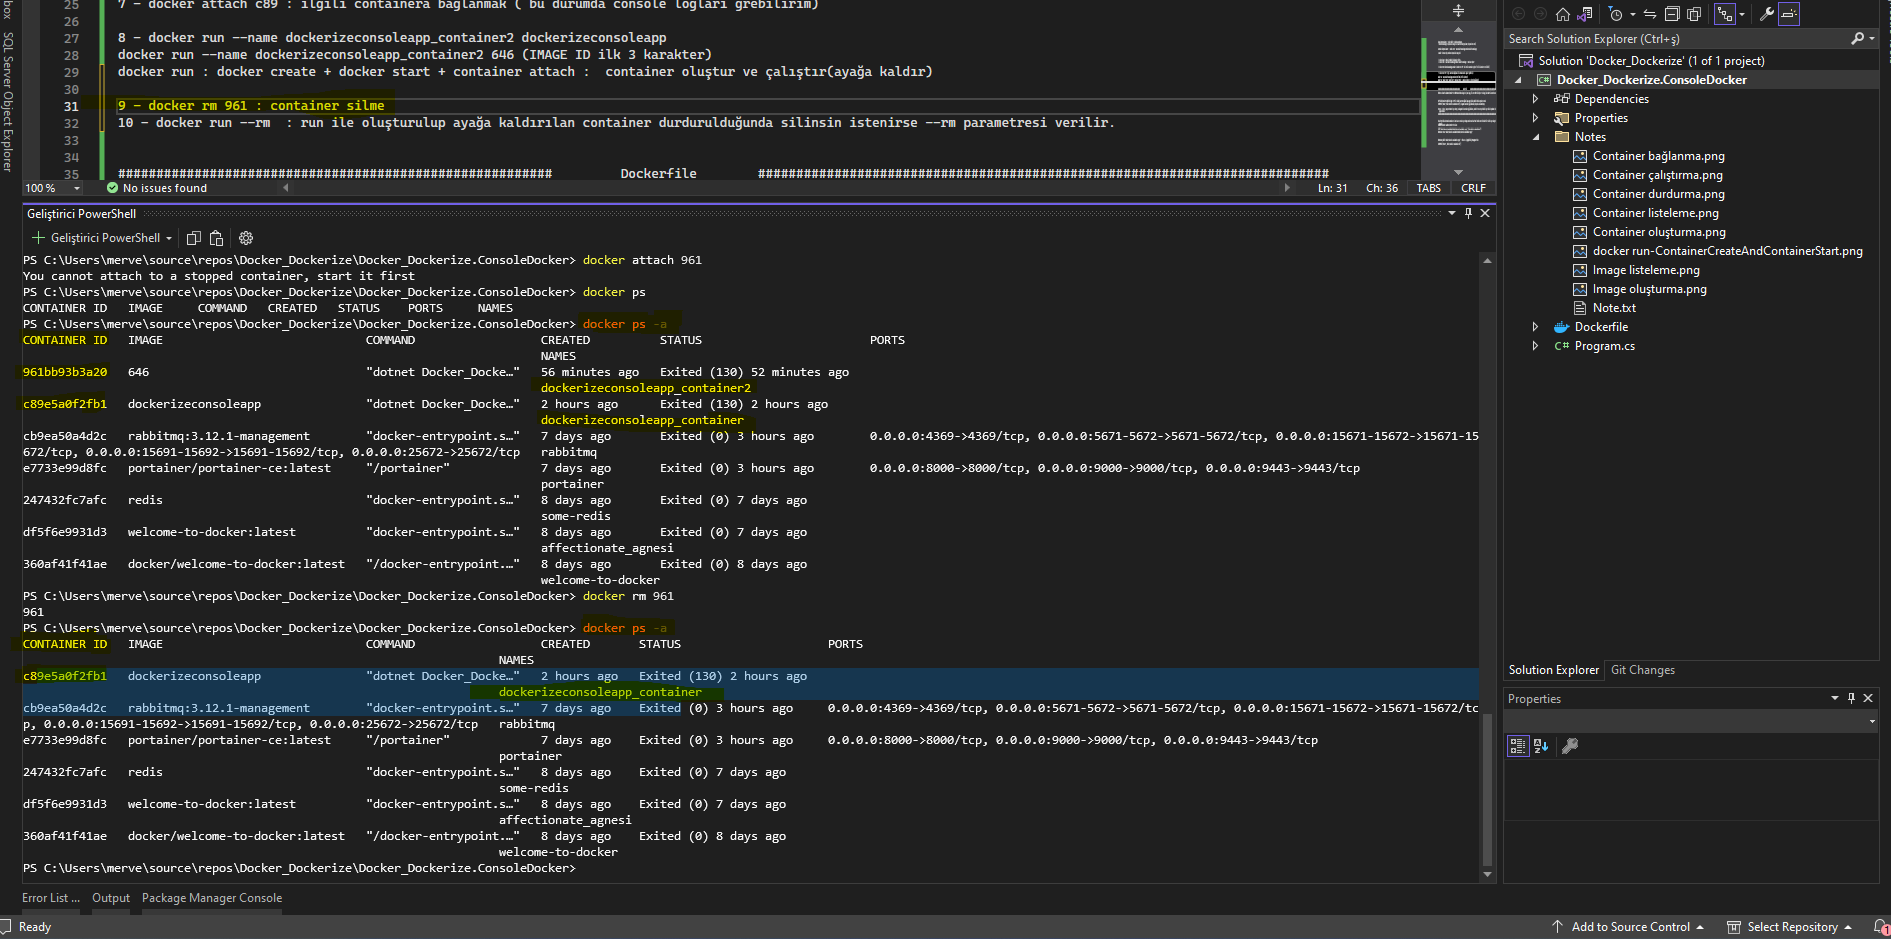 box
SQL Server Object Explorer
25 7 - docker attach c89 : ilgili containera bağlanmak ( bu durumda console logları grebilirim)
26
27 8 - docker run --name dockerizeconsoleapp_container2 dockerizeconsoleapp
28 docker run --name dockerizeconsoleapp_container2 646 (IMAGE ID ilk 3 karakter)
29 docker run : docker create + docker start + container attach :  container oluştur ve çalıştır(ayağa kaldır)
30
31 9 - docker rm 961 : container silme
32 10 - docker run --rm  : run ile oluşturulup ayağa kaldırılan container durdurulduğunda silinsin istenirse --rm parametresi verilir.
33
34
35 ######################################################### Dockerfile ###########################################################################
100 % No issues found Ln: 31 Ch: 36 TABS CRLF
Geliştirici PowerShell
Geliştirici PowerShell
PS C:\Users\merve\source\repos\Docker_Dockerize\Docker_Dockerize.ConsoleDocker> docker attach 961
You cannot attach to a stopped container, start it first
PS C:\Users\merve\source\repos\Docker_Dockerize\Docker_Dockerize.ConsoleDocker> docker ps
CONTAINER ID   IMAGE     COMMAND   CREATED   STATUS    PORTS     NAMES
PS C:\Users\merve\source\repos\Docker_Dockerize\Docker_Dockerize.ConsoleDocker> docker ps -a
CONTAINER ID   IMAGE   COMMAND   CREATED   STATUS   PORTS
NAMES
961bb93b3a20   646   "dotnet Docker_Docke…"   56 minutes ago   Exited (130) 52 minutes ago
dockerizeconsoleapp_container2
c89e5a0f2fb1   dockerizeconsoleapp   "dotnet Docker_Docke…"   2 hours ago   Exited (130) 2 hours ago
dockerizeconsoleapp_container
cb9ea50a4d2c   rabbitmq:3.12.1-management   "docker-entrypoint.s…"   7 days ago   Exited (0) 3 hours ago   0.0.0.0:4369->4369/tcp, 0.0.0.0:5671-5672->5671-5672/tcp, 0.0.0.0:15671-15672->15671-15
672/tcp, 0.0.0.0:15691-15692->15691-15692/tcp, 0.0.0.0:25672->25672/tcp   rabbitmq
e7733e99d8fc   portainer/portainer-ce:latest   "/portainer"   7 days ago   Exited (0) 3 hours ago   0.0.0.0:8000->8000/tcp, 0.0.0.0:9000->9000/tcp, 0.0.0.0:9443->9443/tcp
portainer
247432fc7afc   redis   "docker-entrypoint.s…"   8 days ago   Exited (0) 7 days ago
some-redis
df5f6e9931d3   welcome-to-docker:latest   "docker-entrypoint.s…"   8 days ago   Exited (0) 7 days ago
affectionate_agnesi
360af41f41ae   docker/welcome-to-docker:latest   "/docker-entrypoint.…"   8 days ago   Exited (0) 8 days ago
welcome-to-docker
PS C:\Users\merve\source\repos\Docker_Dockerize\Docker_Dockerize.ConsoleDocker> docker rm 961
961
PS C:\Users\merve\source\repos\Docker_Dockerize\Docker_Dockerize.ConsoleDocker> docker ps -a
CONTAINER ID   IMAGE   COMMAND   CREATED   STATUS   PORTS
NAMES
c89e5a0f2fb1   dockerizeconsoleapp   "dotnet Docker_Docke…"   2 hours ago   Exited (130) 2 hours ago
dockerizeconsoleapp_container
cb9ea50a4d2c   rabbitmq:3.12.1-management   "docker-entrypoint.s…"   7 days ago   Exited (0) 3 hours ago   0.0.0.0:4369->4369/tcp, 0.0.0.0:5671-5672->5671-5672/tcp, 0.0.0.0:15671-15672->15671-15672/tc
p, 0.0.0.0:15691-15692->15691-15692/tcp, 0.0.0.0:25672->25672/tcp   rabbitmq
e7733e99d8fc   portainer/portainer-ce:latest   "/portainer"   7 days ago   Exited (0) 3 hours ago   0.0.0.0:8000->8000/tcp, 0.0.0.0:9000->9000/tcp, 0.0.0.0:9443->9443/tcp
portainer
247432fc7afc   redis   "docker-entrypoint.s…"   8 days ago   Exited (0) 7 days ago
some-redis
df5f6e9931d3   welcome-to-docker:latest   "docker-entrypoint.s…"   8 days ago   Exited (0) 7 days ago
affectionate_agnesi
360af41f41ae   docker/welcome-to-docker:latest   "/docker-entrypoint.…"   8 days ago   Exited (0) 8 days ago
welcome-to-docker
PS C:\Users\merve\source\repos\Docker_Dockerize\Docker_Dockerize.ConsoleDocker>
Error List ... Output Package Manager Console
Ready
Search Solution Explorer (Ctrl+ş)
Solution 'Docker_Dockerize' (1 of 1 project)
Docker_Dockerize.ConsoleDocker
Dependencies
Properties
Notes
Container bağlanma.png
Container çalıştırma.png
Container durdurma.png
Container listeleme.png
Container oluşturma.png
docker run-ContainerCreateAndContainerStart.png
Image listeleme.png
Image oluşturma.png
Note.txt
Dockerfile
C# Program.cs
Solution Explorer Git Changes
Properties
Add to Source Control Select Repository 1